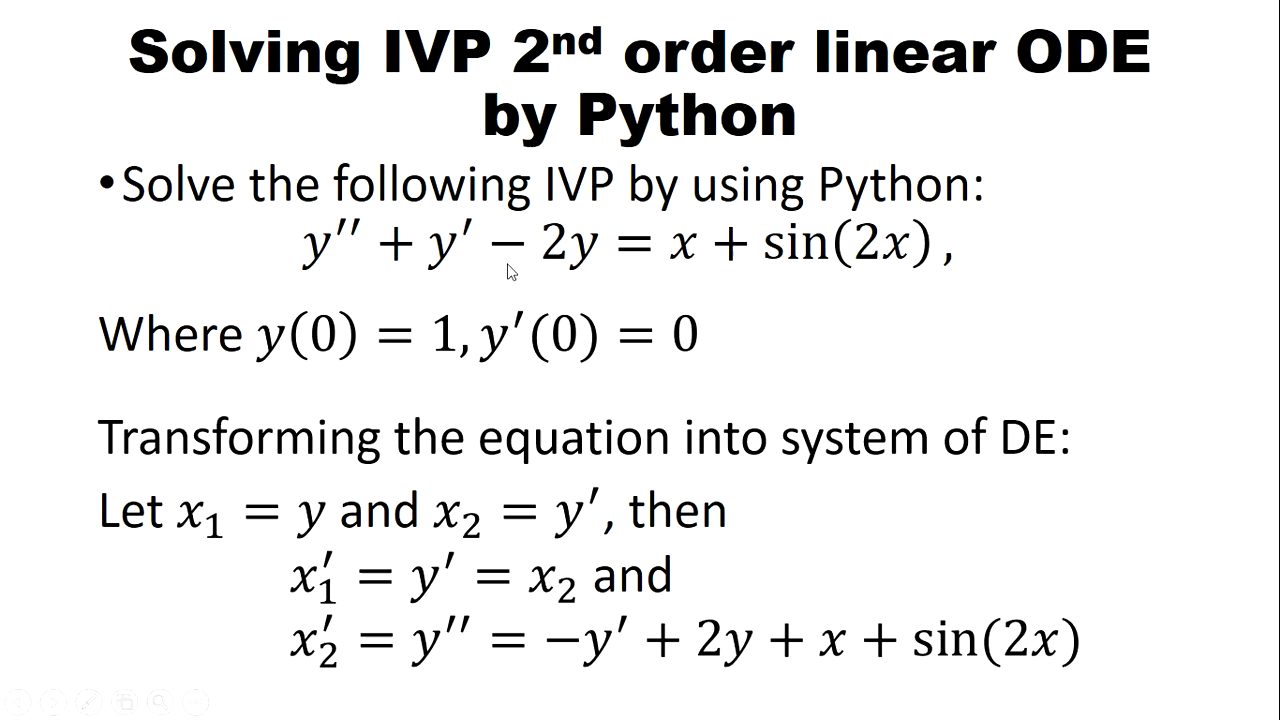 Solving IVP 2ⁿᵈ order linear ODE
by Python
•Solve the following IVP by using Python:
y′′ + y′ − 2y = x + sin(2x) ,
Where y(0) = 1, y′(0) = 0
Transforming the equation into system of DE:
Let x₁ = y and x₂ = y′, then
x₁′ = y′ = x₂ and
x₂′ = y′′ = −y′ + 2y + x + sin(2x)